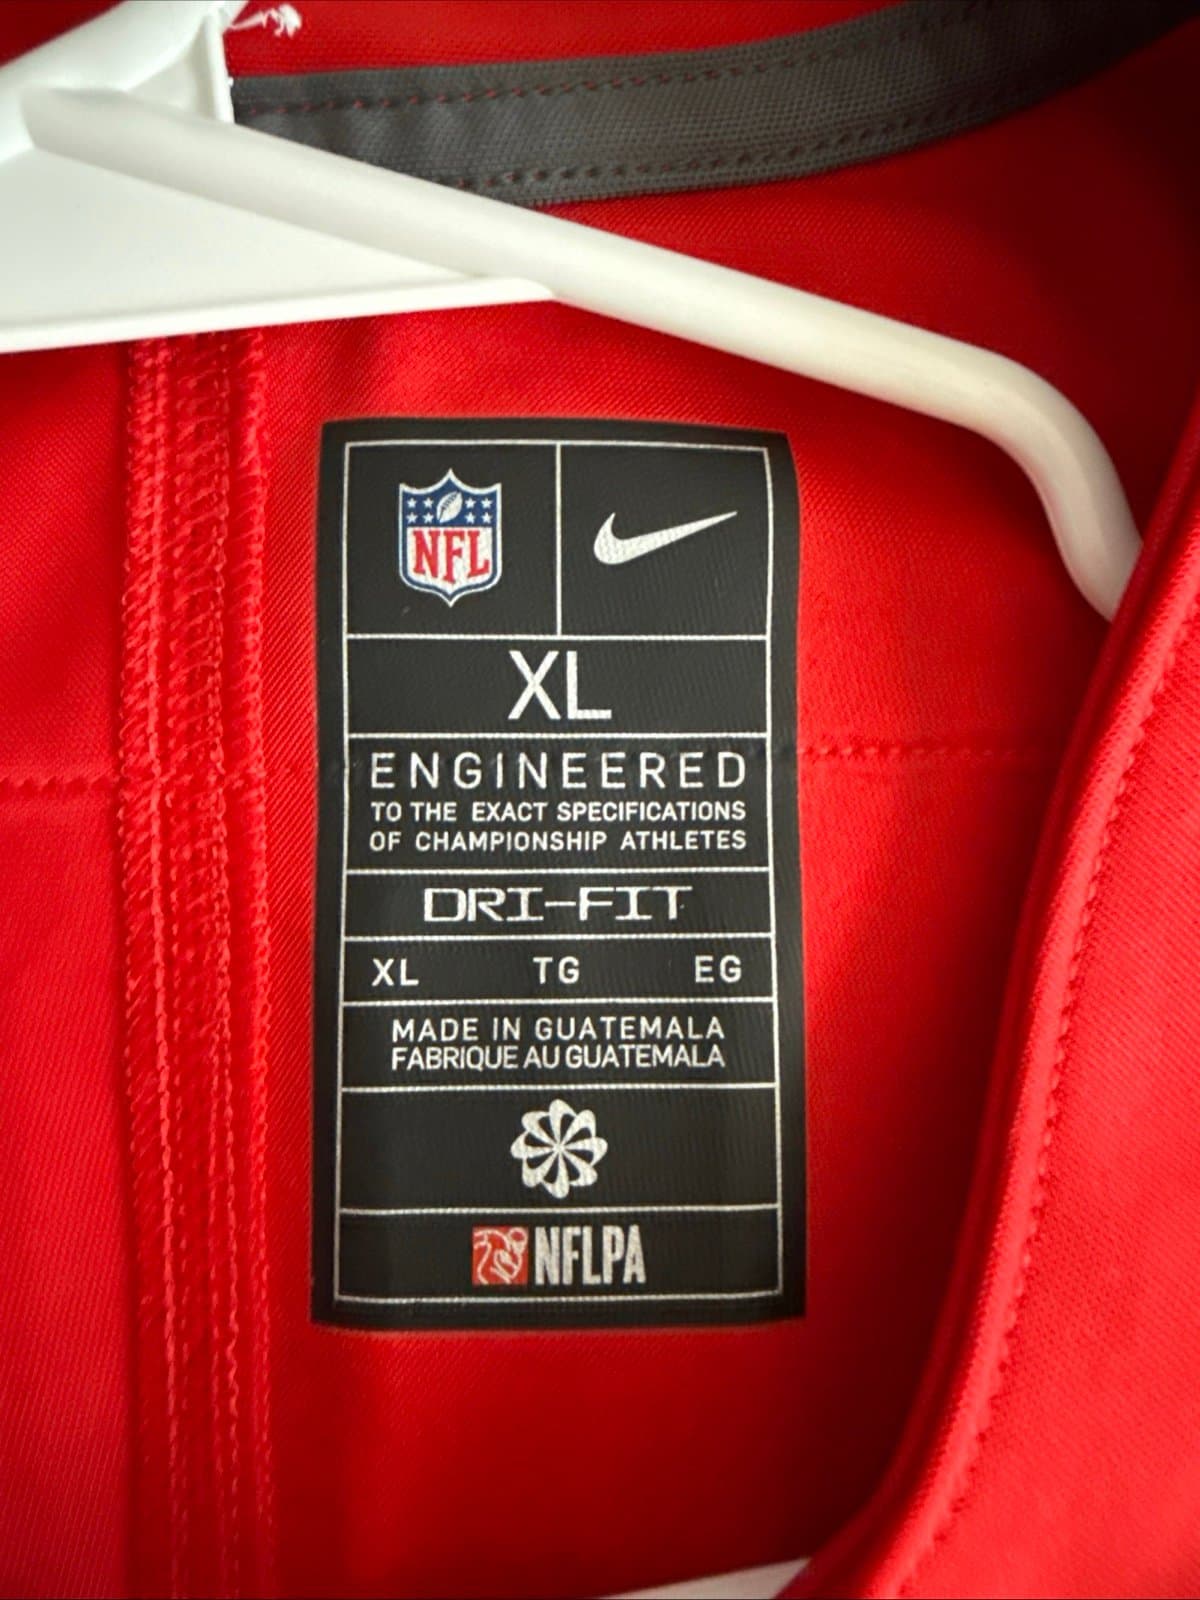 NFL
XL
ENGINEERED
TO THE EXACT SPECIFICATIONS
OF CHAMPIONSHIP ATHLETES
DRI-FIT
XL TG EG
MADE IN GUATEMALA
FABRIQUE AU GUATEMALA
NFLPA